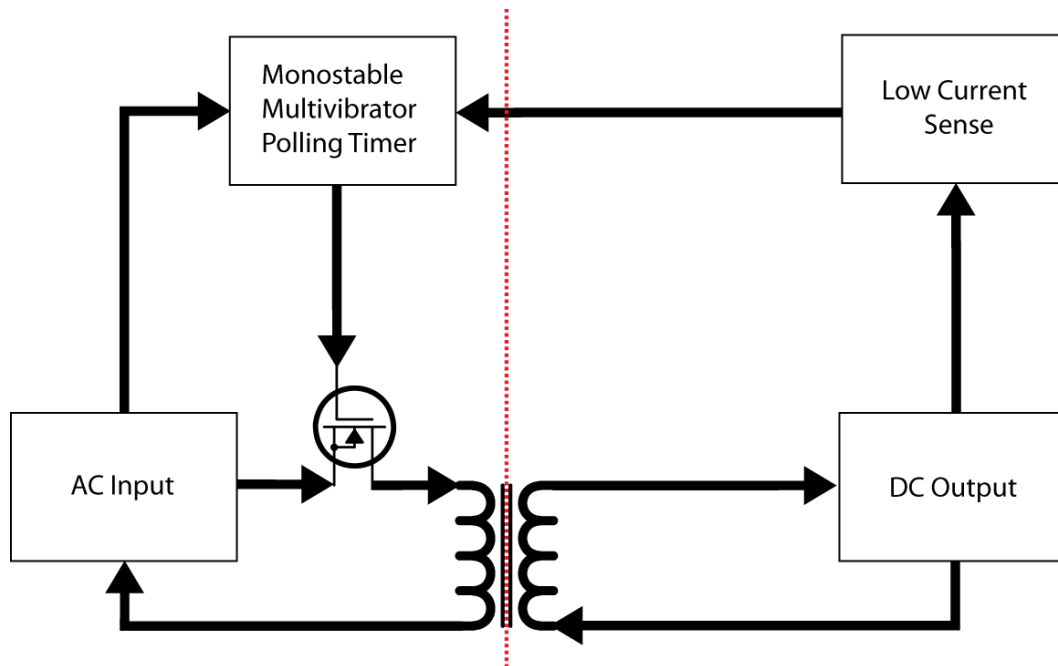 Monostable
Multivibrator
Polling Timer
Low Current
Sense
AC Input
DC Output